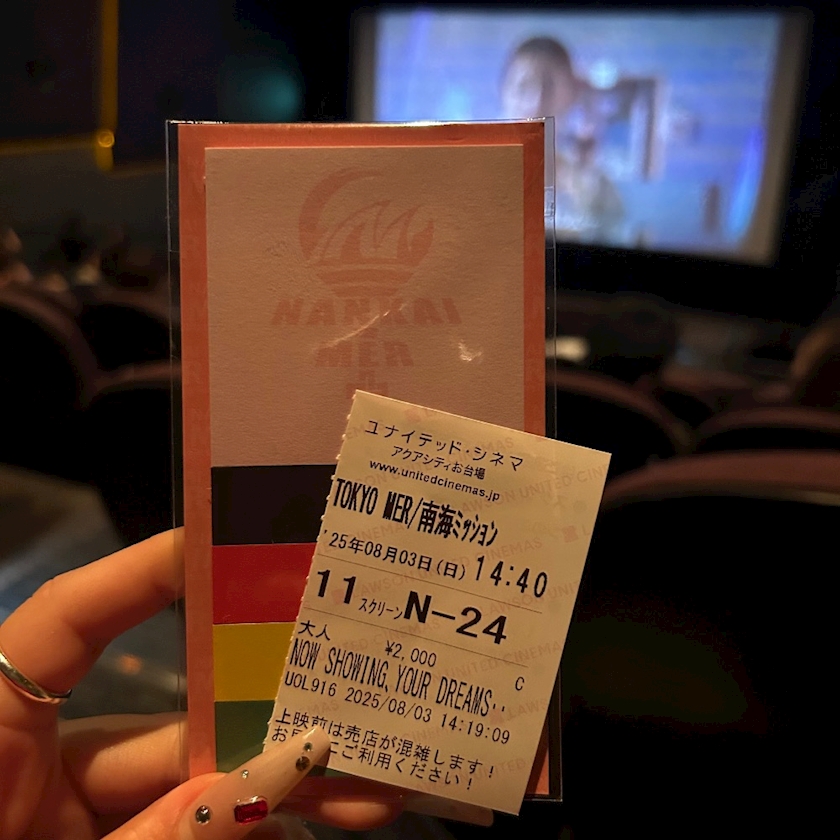 NANKAI
MER
ユナイテッド・シネマ
アクアシティお台場
www.unitedcinemas.jp
TOKYO MER/南海ミッション
'25年08月03日(日) 14:40
11 スクリーン N-24
大人
¥2,000
C
NOW SHOWING, YOUR DREAMS..
UOL916 2025/08/03 14:19:09
上映前は売店が混雑します!
ご利用ください!